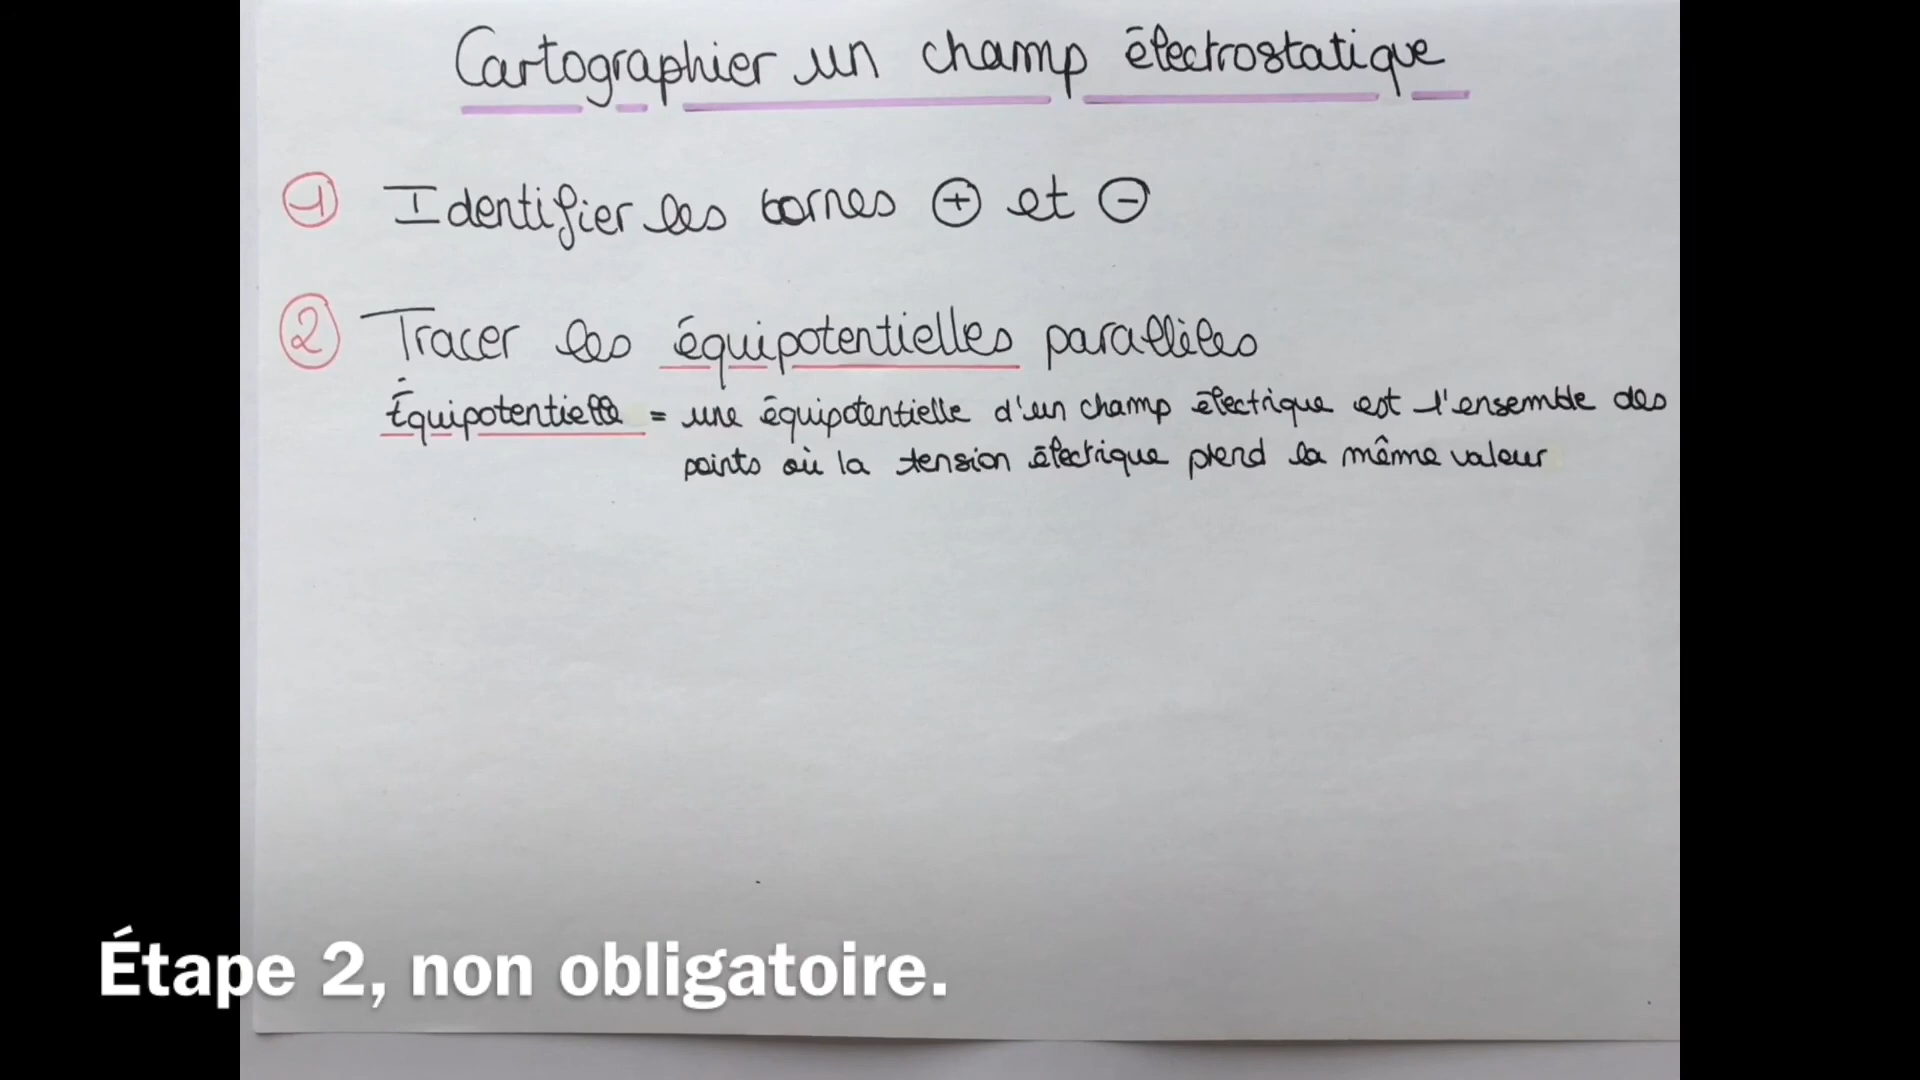 Cartographier un champ électrostatique
1 Identifier les bornes + et -
2 Tracer les équipotentielles parallèles
Équipotentielle = une équipotentielle d'un champ électrique est l'ensemble des
points où la tension électrique prend la même valeur
Étape 2, non obligatoire.